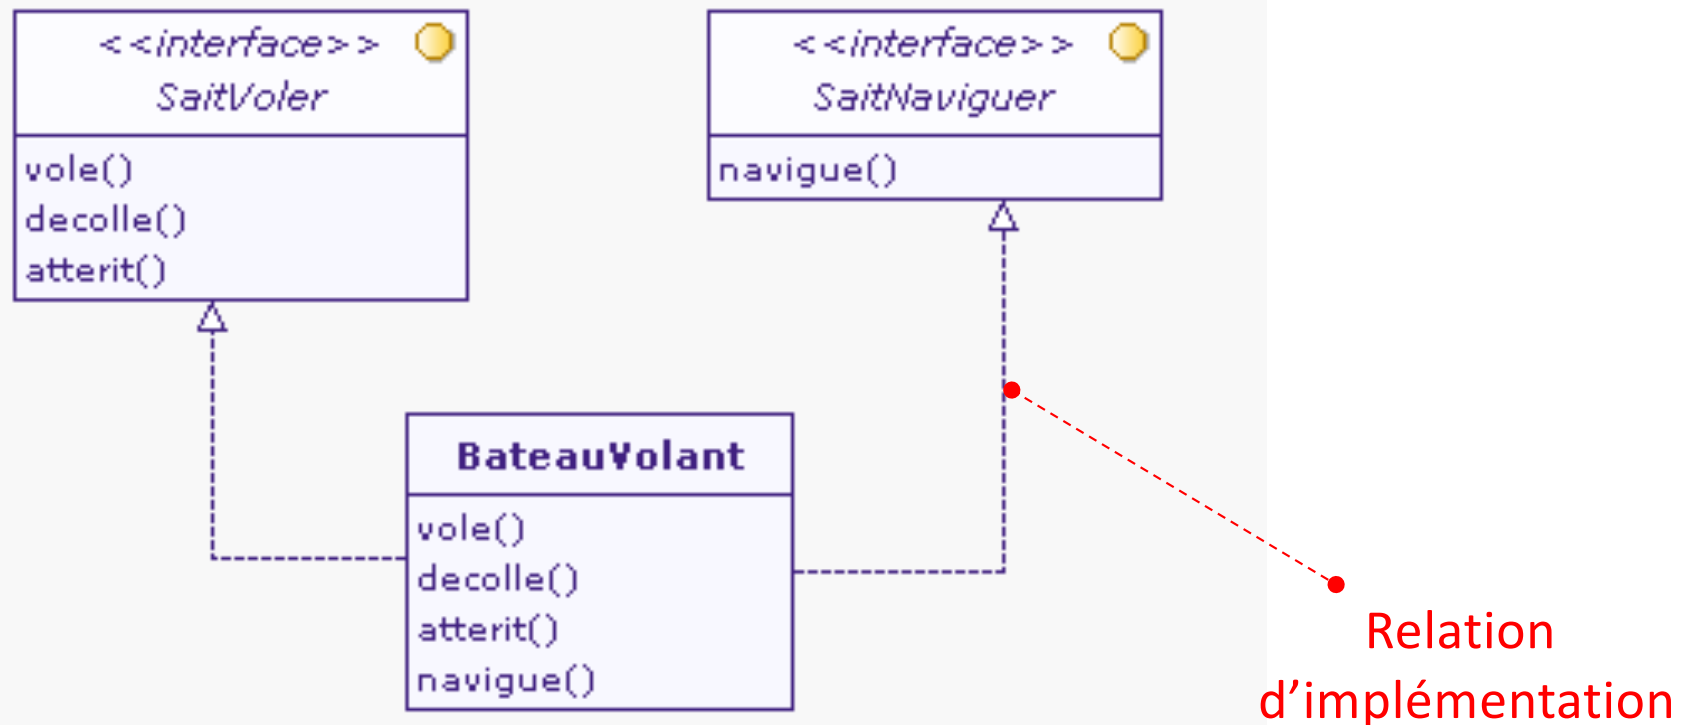 <<interface>>
SaitVoler
vole()
decolle()
atterit()
<<interface>>
SaitNaviguer
navigue()
BateauVolant
vole()
decolle()
atterit()
navigue()
Relation
d’implémentation